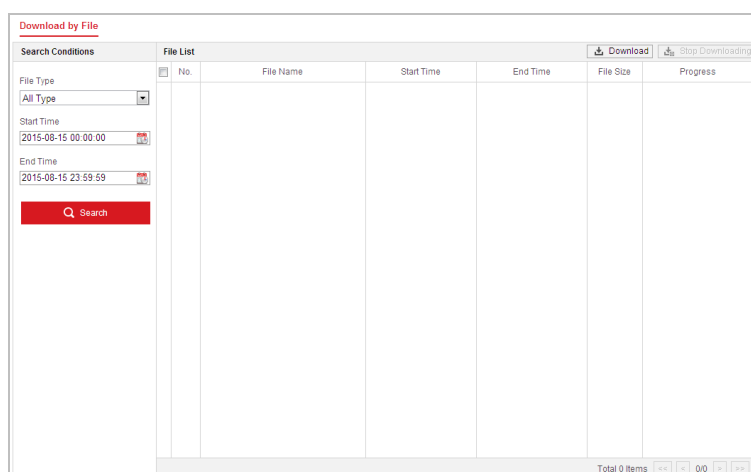 Download by File
Search Conditions
File List
Download
Stop Downloading
File Type
All Type
Start Time
2015-08-15 00:00:00
End Time
2015-08-15 23:59:59
Search
No.
File Name
Start Time
End Time
File Size
Progress
Total 0 Items << < 0/0 > >>